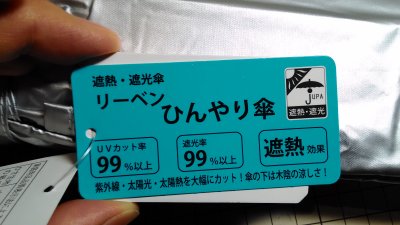 遮熱・遮光傘
リーベン ひんやり傘
JUPA
遮熱・遮光
UVカット率
99%以上
遮光率
99%以上
遮熱効果
紫外線・太陽光・太陽熱を大幅にカット！傘の下は木陰の涼しさ！